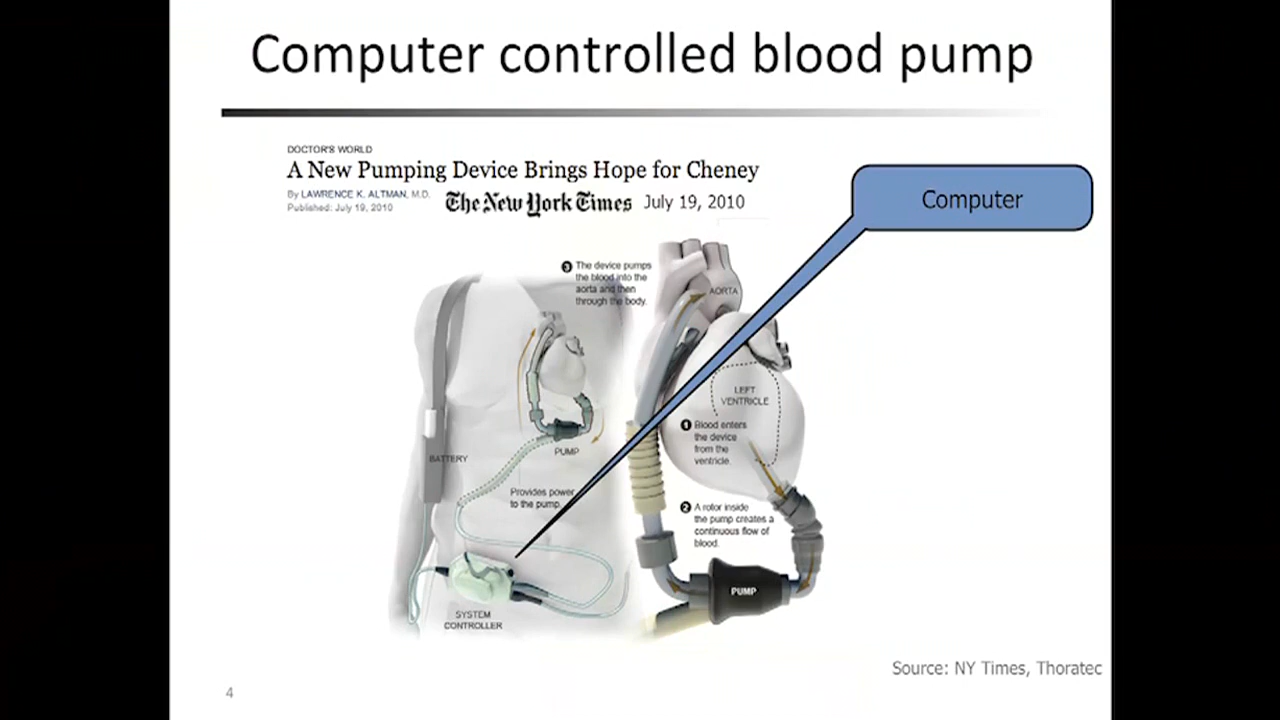 Computer controlled blood pump
DOCTOR'S WORLD
A New Pumping Device Brings Hope for Cheney
By LAWRENCE K. ALTMAN, M.D.
Published: July 19, 2010
The New York Times July 19, 2010
Computer
3 The device pumps
the blood into the
aorta and then
through the body.
AORTA
LEFT
VENTRICLE
1 Blood enters
the device
from the
ventricle.
BATTERY
PUMP
Provides power
to the pump.
2 A rotor inside
the pump creates a
continuous flow of
blood.
PUMP
SYSTEM
CONTROLLER
Source: NY Times, Thoratec
4